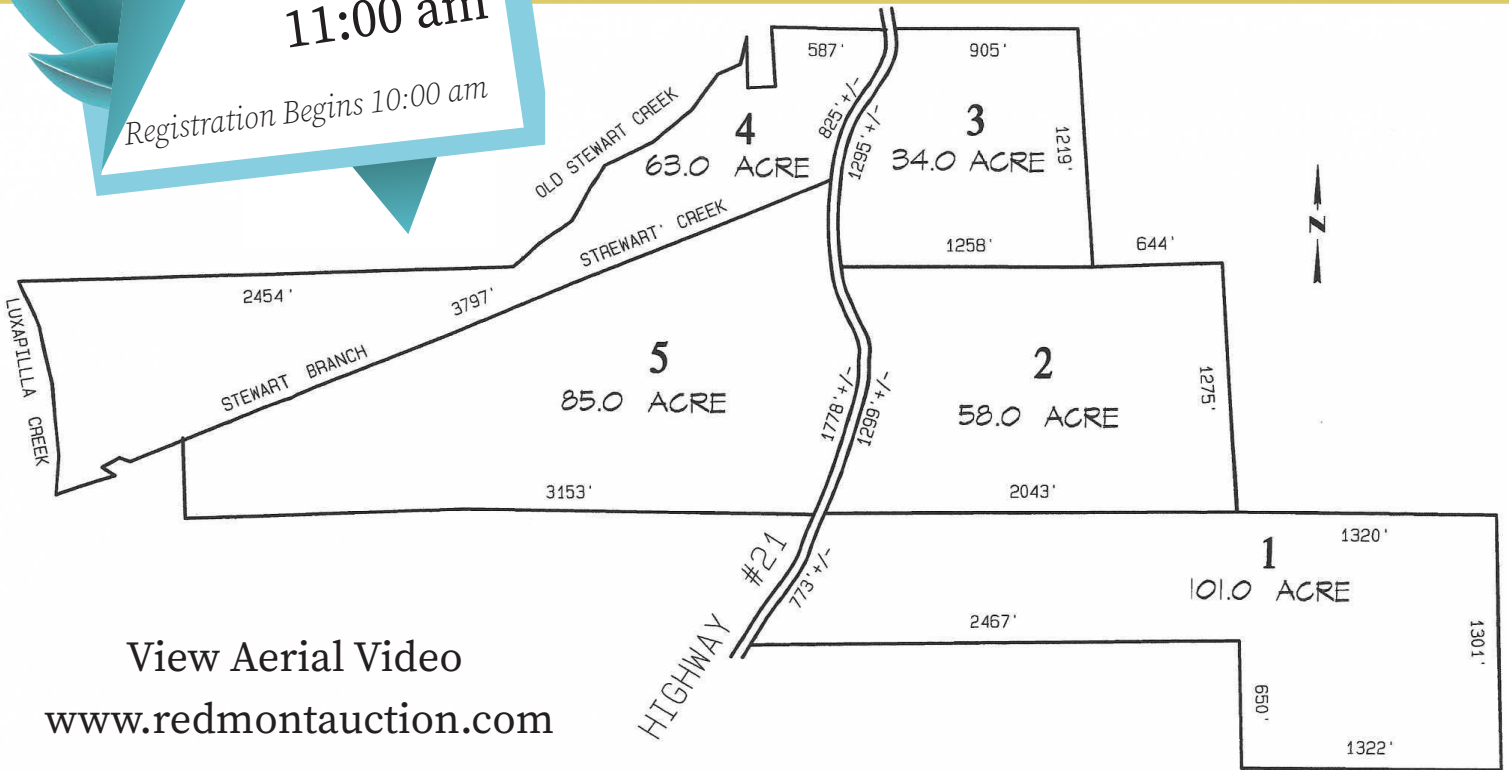 11:00 am
Registration Begins 10:00 am
587'
905'
OLD STEWART CREEK
4
63.0 ACRE
825'+/-
1295'+/-
3
34.0 ACRE
1219'
N
STREWART' CREEK
1258'
644'
2454'
3797'
LUXAPILLLA CREEK
STEWART BRANCH
5
85.0 ACRE
1778'+/-
1299'+/-
2
58.0 ACRE
1275'
3153'
2043'
HIGHWAY #21
773'+/-
1320'
1
101.0 ACRE
2467'
1301'
650'
1322'
View Aerial Video
www.redmontauction.com